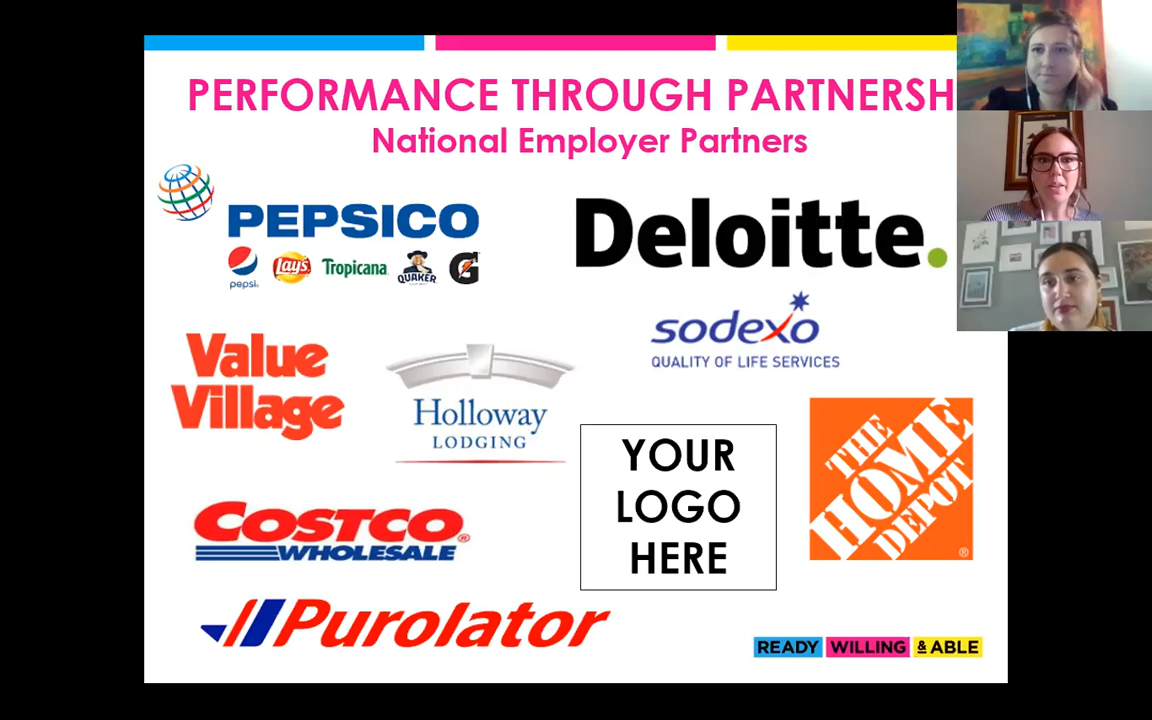 PERFORMANCE THROUGH PARTNERSH
National Employer Partners
PEPSICO
pepsi.
Lay's
Tropicana
QUAKER
G
Deloitte.
sodexo
QUALITY OF LIFE SERVICES
Value
Village
Holloway
LODGING
YOUR
LOGO
HERE
THE
HOME
DEPOT
®
COSTCO
®
WHOLESALE
Purolator
READY WILLING & ABLE